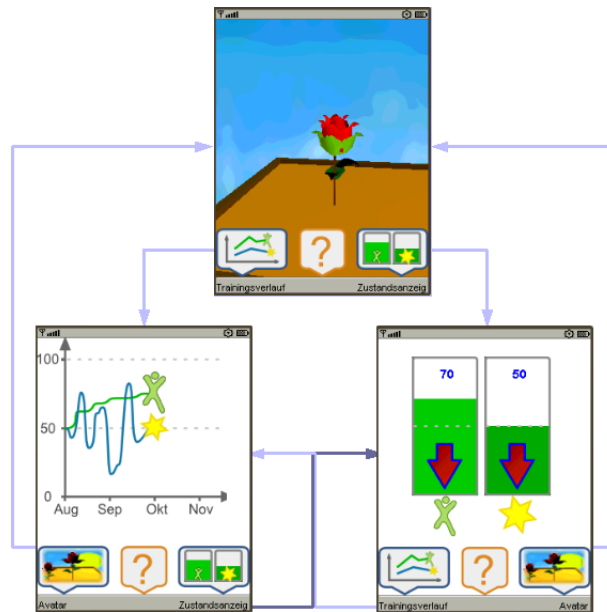 ?
Trainingsverlauf Zustandsanzeig
100
50
0
Aug Sep Okt Nov
?
Avatar Zustandsanzeig
70 50
?
Trainingsverlauf Avatar